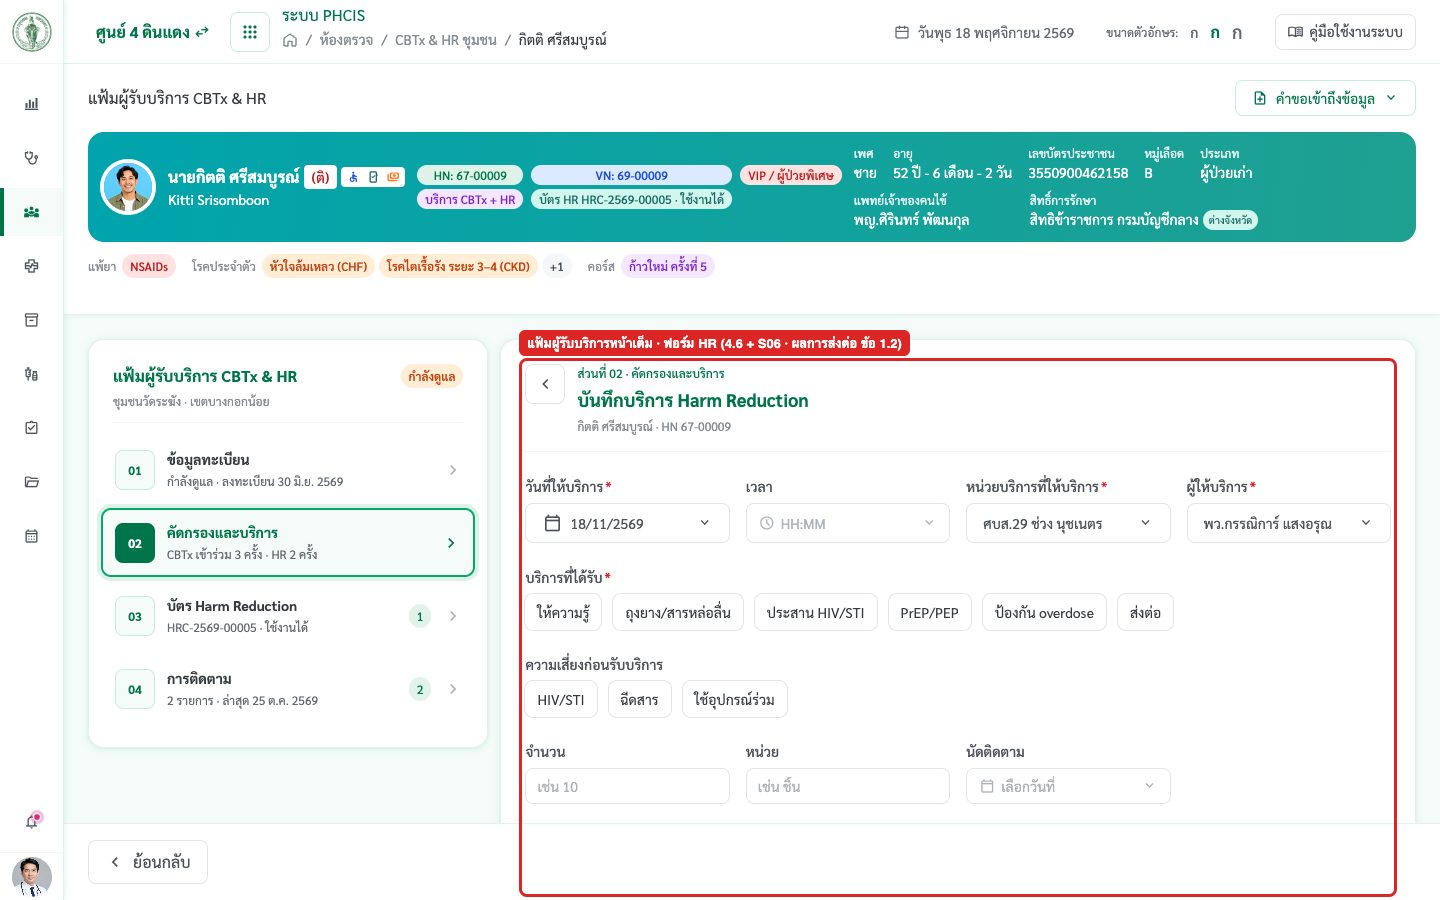 ศูนย์ 4 ดินแดง
ระบบ PHCIS
/ ห้องตรวจ / CBTx & HR ชุมชน / กิตติ ศรีสมบูรณ์
วันพุธ 18 พฤศจิกายน 2569
ขนาดตัวอักษร: ก ก ก
คู่มือใช้งานระบบ
แฟ้มผู้รับบริการ CBTx & HR
คำขอเข้าถึงข้อมูล
นายกิตติ ศรีสมบูรณ์ (ติ)
Kitti Srisomboon
HN: 67-00009
VN: 69-00009
VIP / ผู้ป่วยพิเศษ
บริการ CBTx + HR
บัตร HR HRC-2569-00005 · ใช้งานได้
เพศ อายุ เลขบัตรประชาชน หมู่เลือด ประเภท
ชาย 52 ปี - 6 เดือน - 2 วัน 3550900462158 B ผู้ป่วยเก่า
แพทย์เจ้าของคนไข้ สิทธิ์การรักษา
พญ.ศิรินทร์ พัฒนกุล สิทธิข้าราชการ กรมบัญชีกลาง ต่างจังหวัด
แพ้ยา NSAIDs โรคประจำตัว หัวใจล้มเหลว (CHF) โรคไตเรื้อรัง ระยะ 3–4 (CKD) +1 คอร์ส ก้าวใหม่ ครั้งที่ 5
แฟ้มผู้รับบริการ CBTx & HR
กำลังดูแล
ชุมชนวัดระฆัง · เขตบางกอกน้อย
01
ข้อมูลทะเบียน
กำลังดูแล · ลงทะเบียน 30 มิ.ย. 2569
02
คัดกรองและบริการ
CBTx เข้าร่วม 3 ครั้ง · HR 2 ครั้ง
03
บัตร Harm Reduction
HRC-2569-00005 · ใช้งานได้
1
04
การติดตาม
2 รายการ · ล่าสุด 25 ต.ค. 2569
2
แฟ้มผู้รับบริการหน้าเต็ม · ฟอร์ม HR (4.6 + S06 · ผลการส่งต่อ ข้อ 1.2)
ส่วนที่ 02 · คัดกรองและบริการ
บันทึกบริการ Harm Reduction
กิตติ ศรีสมบูรณ์ · HN 67-00009
วันที่ให้บริการ* เวลา หน่วยบริการที่ให้บริการ* ผู้ให้บริการ*
18/11/2569 HH:MM ศบส.29 ช่วง นุชเนตร พว.กรรณิการ์ แสงอรุณ
บริการที่ได้รับ*
ให้ความรู้ ถุงยาง/สารหล่อลื่น ประสาน HIV/STI PrEP/PEP ป้องกัน overdose ส่งต่อ
ความเสี่ยงก่อนรับบริการ
HIV/STI ฉีดสาร ใช้อุปกรณ์ร่วม
จำนวน หน่วย นัดติดตาม
เช่น 10 เช่น ชิ้น เลือกวันที่
ย้อนกลับ